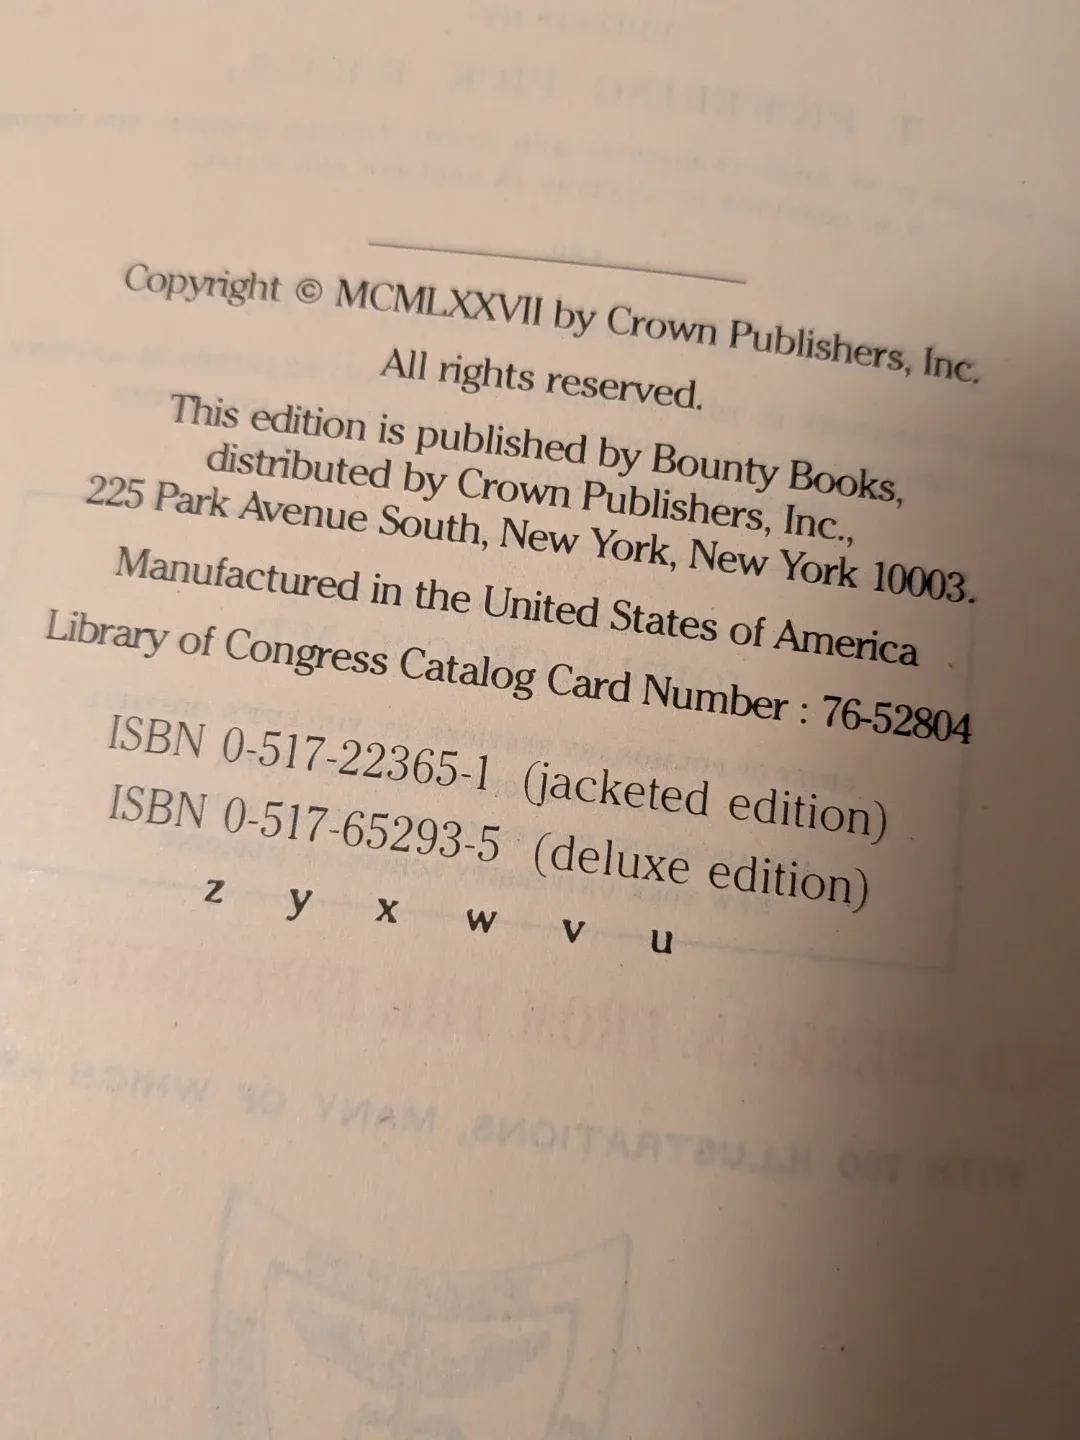 Copyright © MCMLXXVII by Crown Publishers, Inc.
All rights reserved.
This edition is published by Bounty Books,
distributed by Crown Publishers, Inc.,
225 Park Avenue South, New York, New York 10003.
Manufactured in the United States of America
Library of Congress Catalog Card Number : 76-52804
ISBN 0-517-22365-1 (jacketed edition)
ISBN 0-517-65293-5 (deluxe edition)
z y x w v u